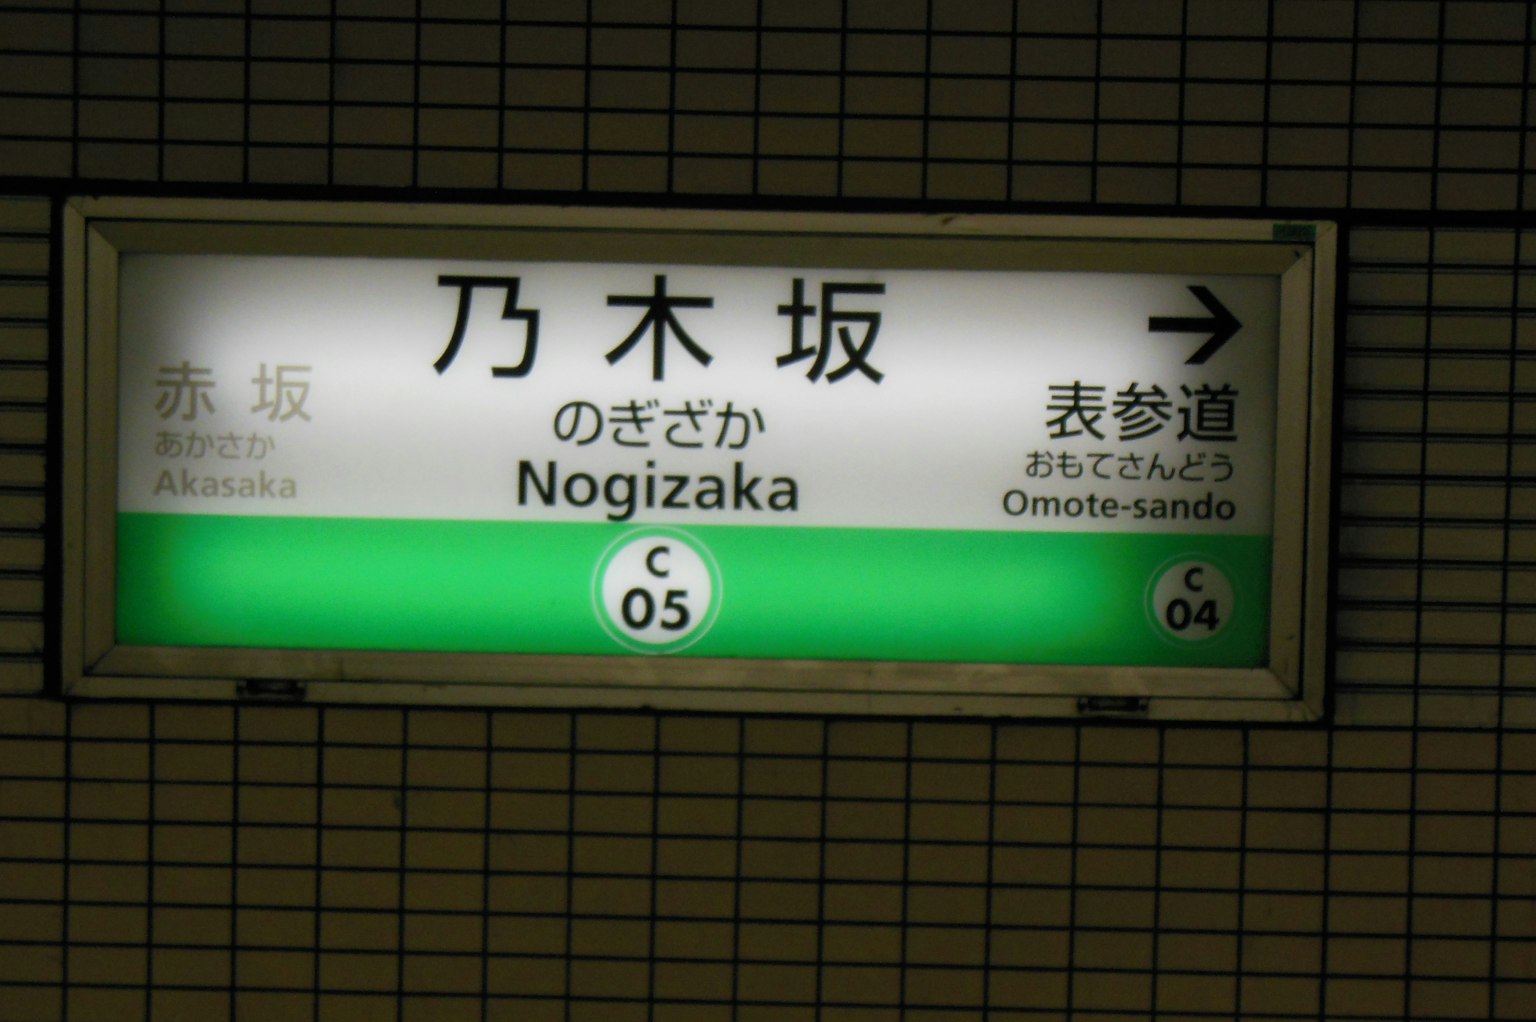 乃木坂
のぎざか
Nogizaka
C
05
赤坂
あかさか
Akasaka
→
表参道
おもてさんどう
Omote-sando
C
04